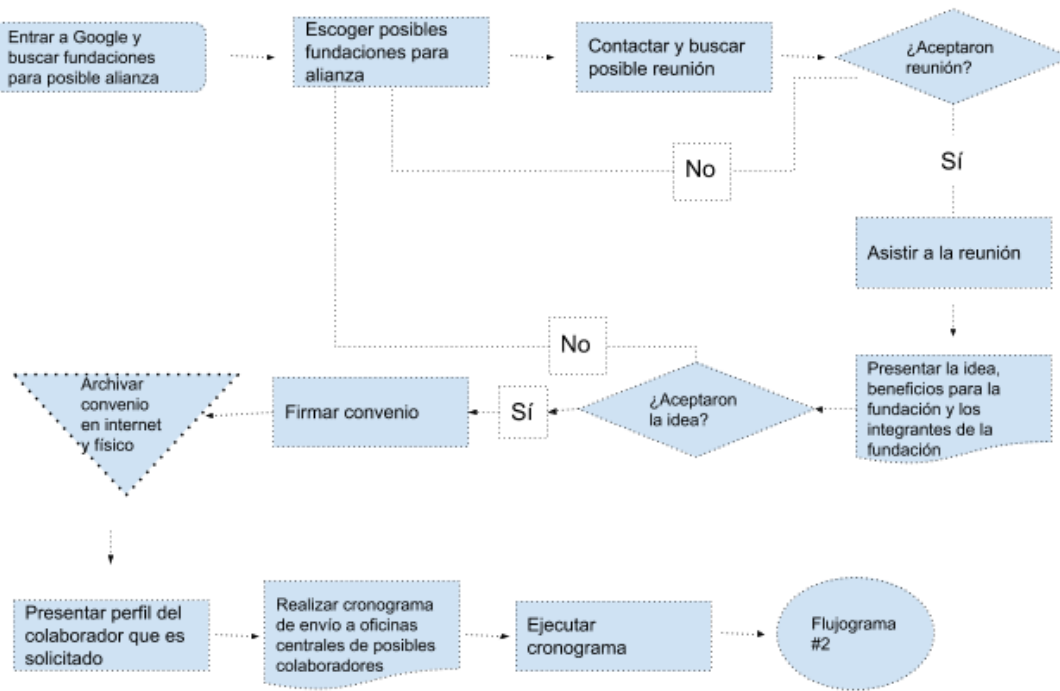 Entrar a Google y
buscar fundaciones
para posible alianza
Escoger posibles
fundaciones para
alianza
Contactar y buscar
posible reunión
¿Aceptaron
reunión?
No
Sí
Asistir a la reunión
Presentar la idea,
beneficios para la
fundación y los
integrantes de la
fundación
¿Aceptaron
la idea?
No
Sí
Firmar convenio
Archivar
convenio
en internet
y físico
Presentar perfil del
colaborador que es
solicitado
Realizar cronograma
de envío a oficinas
centrales de posibles
colaboradores
Ejecutar
cronograma
Flujograma
#2